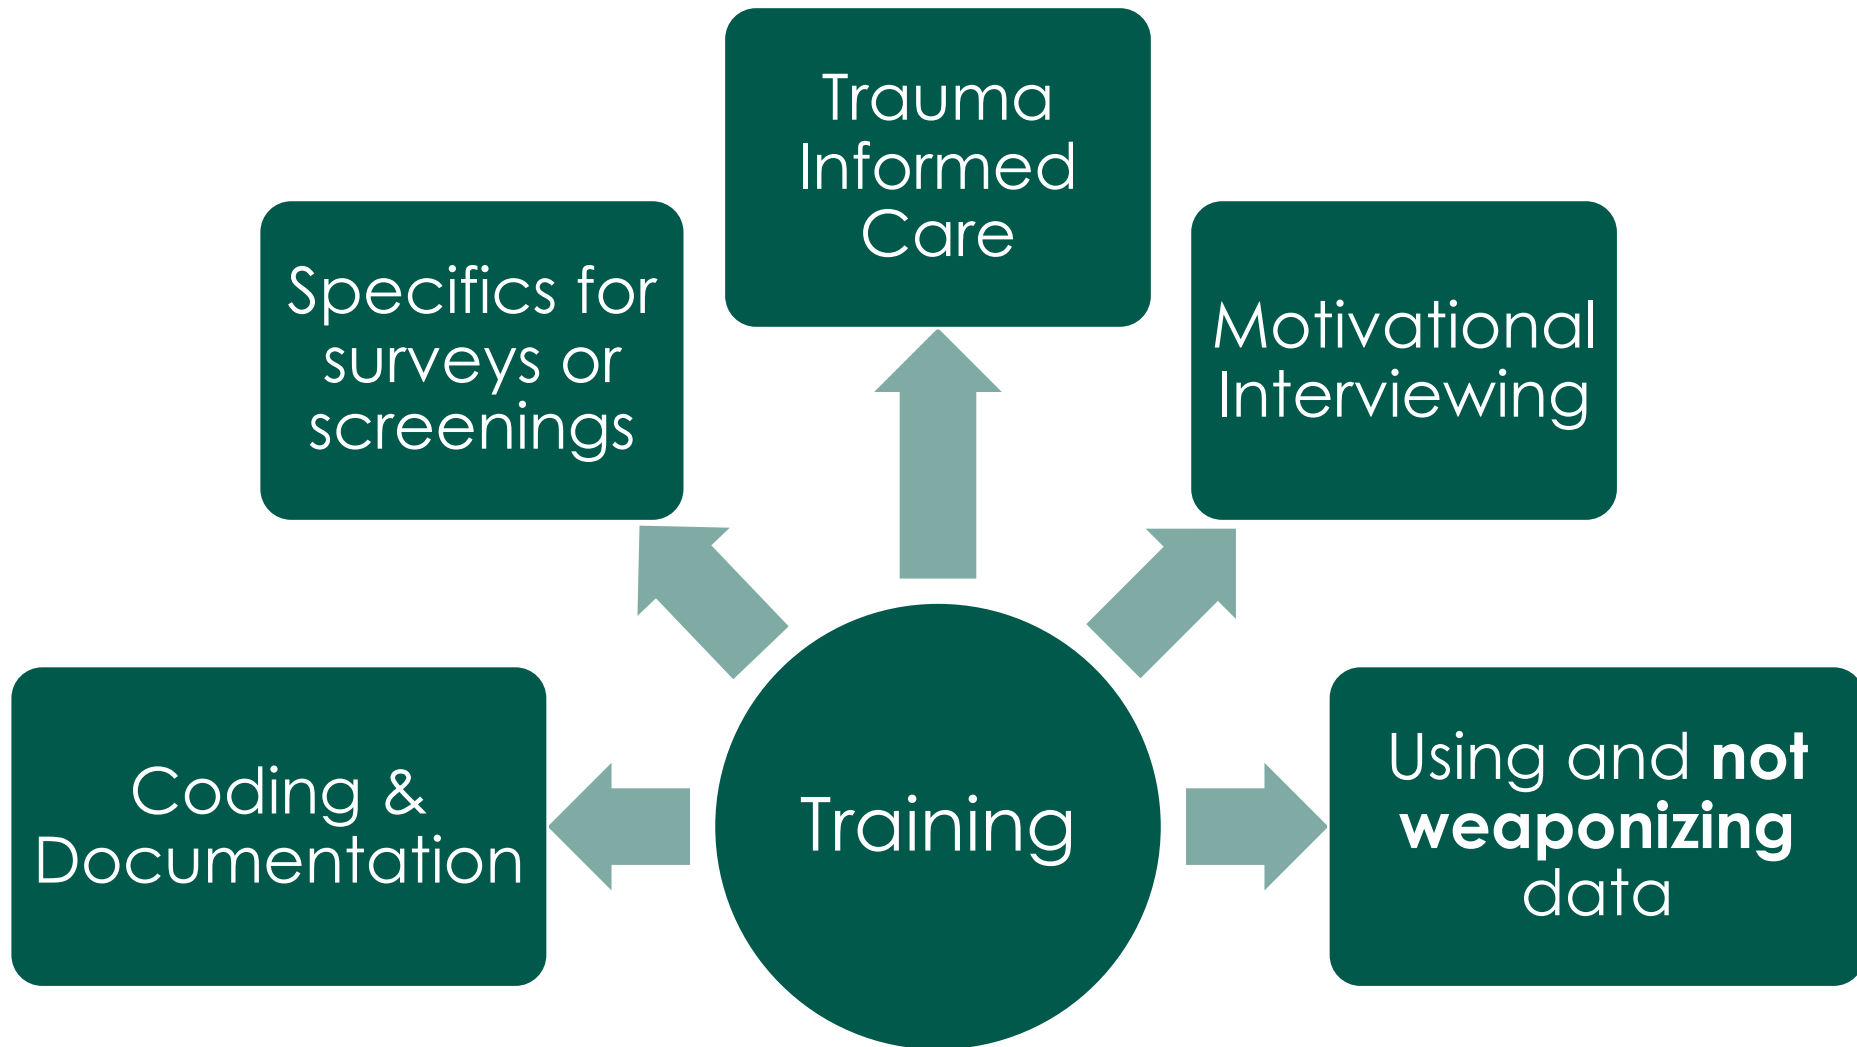 Trauma
Informed
Care
Specifics for
surveys or
screenings
Motivational
Interviewing
Coding &
Documentation
Training
Using and not
weaponizing
data